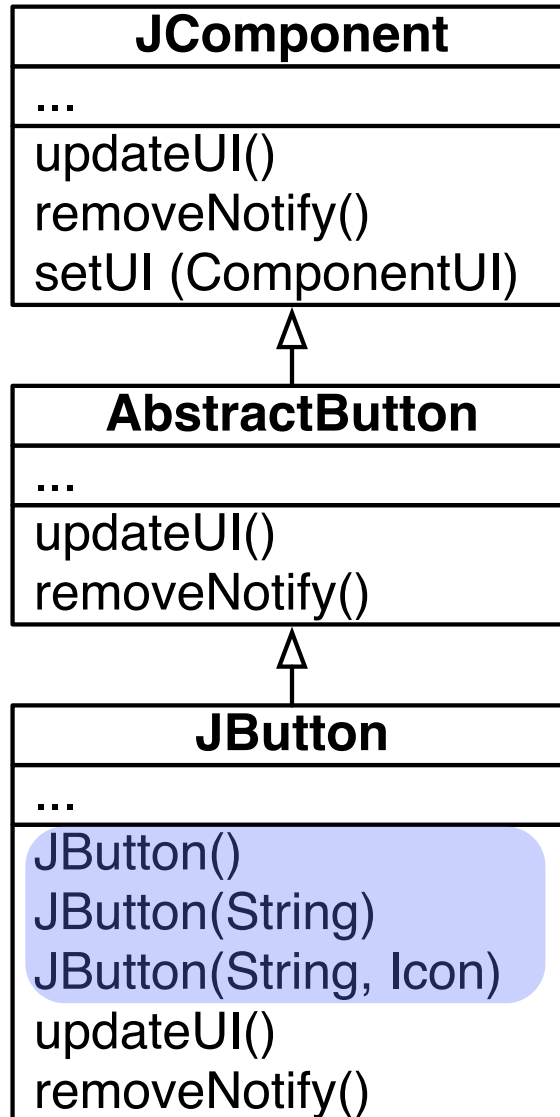 JComponent
...
updateUI()
removeNotify()
setUI (ComponentUI)
AbstractButton
...
updateUI()
removeNotify()
JButton
...
JButton()
JButton(String)
JButton(String, Icon)
updateUI()
removeNotify()